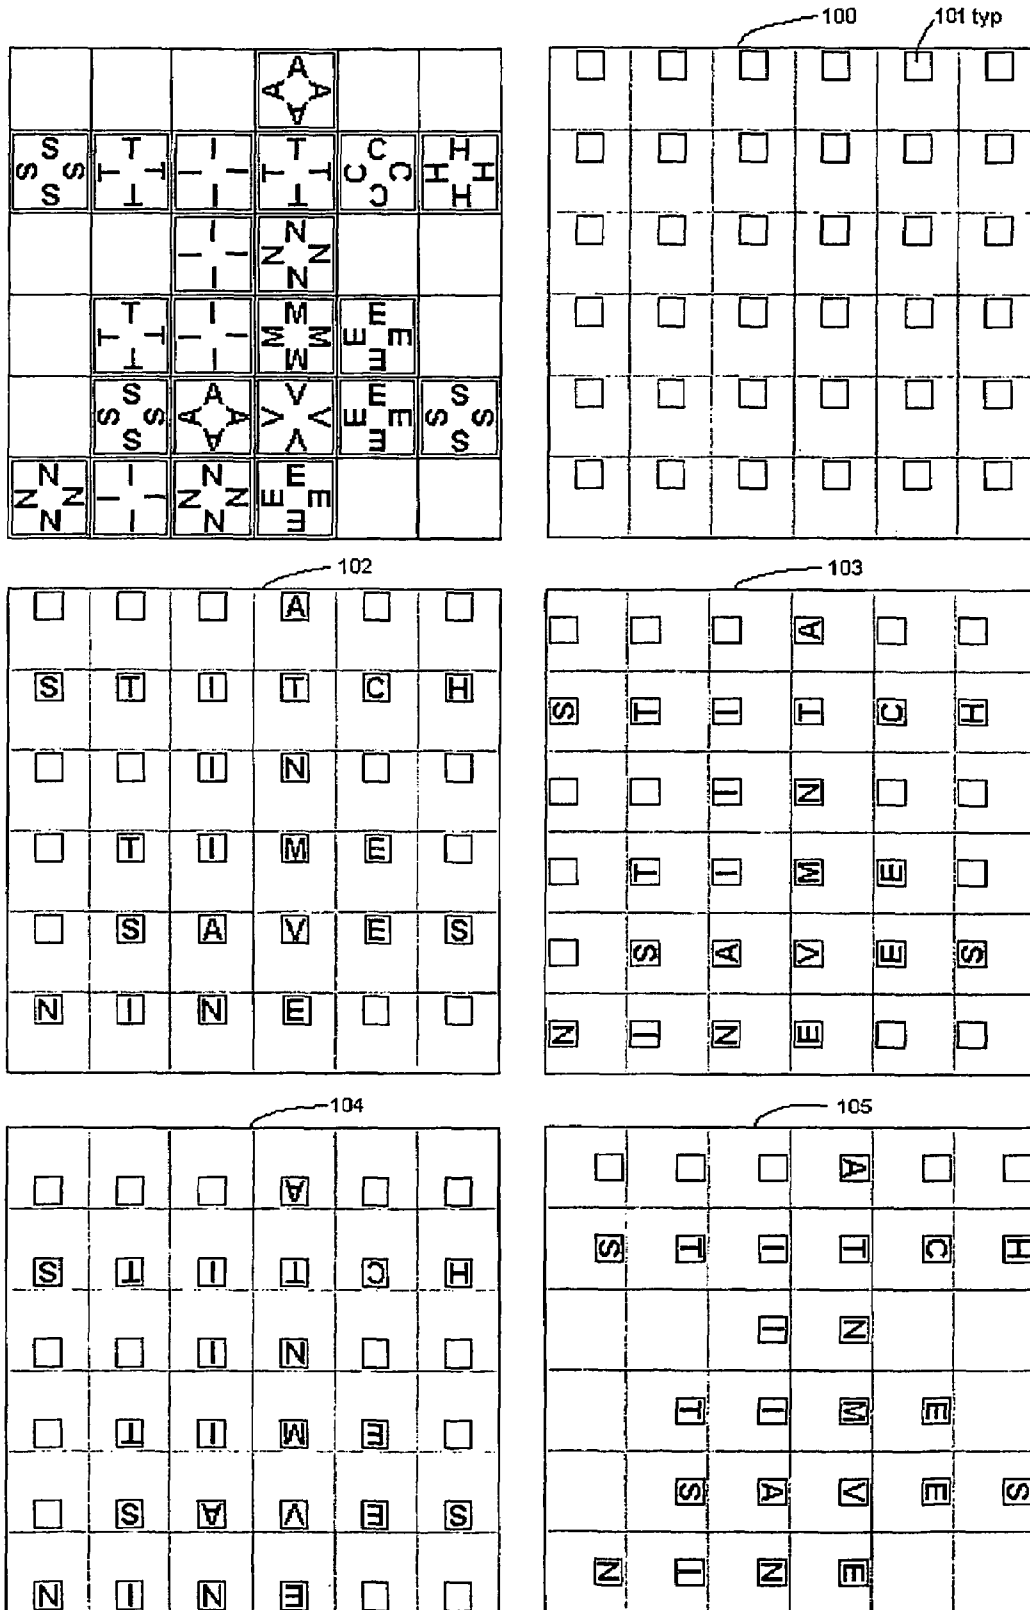 100 101 typ
A
A A
A
S T I T C H
S S T T I I T T C C H H
S T I T C H
I N
I I N N
I N
T I M E
T T I I M M E E
T I M E
S A V E S
S S A A V V E E S S
S A V E S
N I N E
N N I I N N E E
N I N E
102
A
S T I T C H
I N
T I M E
S A V E S
N I N E
103
A
S T I T C H
I N
T I M E
S A V E S
N I N E
104
A
S T I T C H
I N
T I M E
S A V E S
N I N E
105
A
S T I T C H
I N
T I M E
S A V E S
N I N E